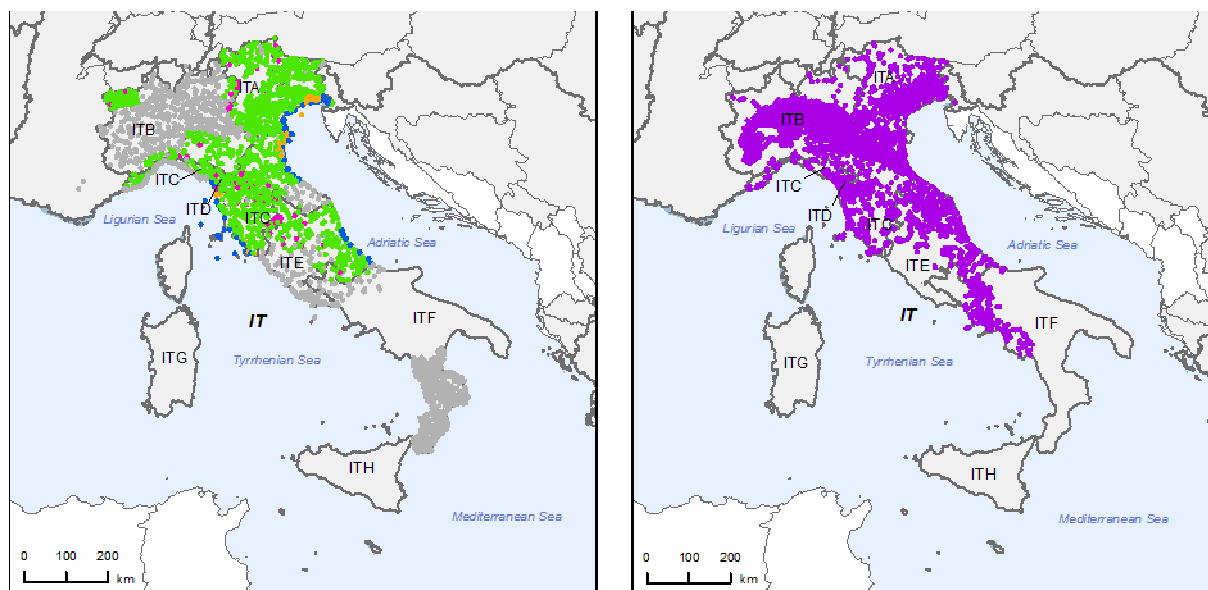 ITA
ITB
ITC
ITD
Ligurian Sea
ITC
Adriatic Sea
ITE
IT
ITF
ITG
Tyrrhenian Sea
ITH
Mediterranean Sea
0 100 200
km
ITA
ITB
ITC
ITD
Ligurian Sea
ITC
Adriatic Sea
ITE
IT
ITF
ITG
Tyrrhenian Sea
ITH
Mediterranean Sea
0 100 200
km